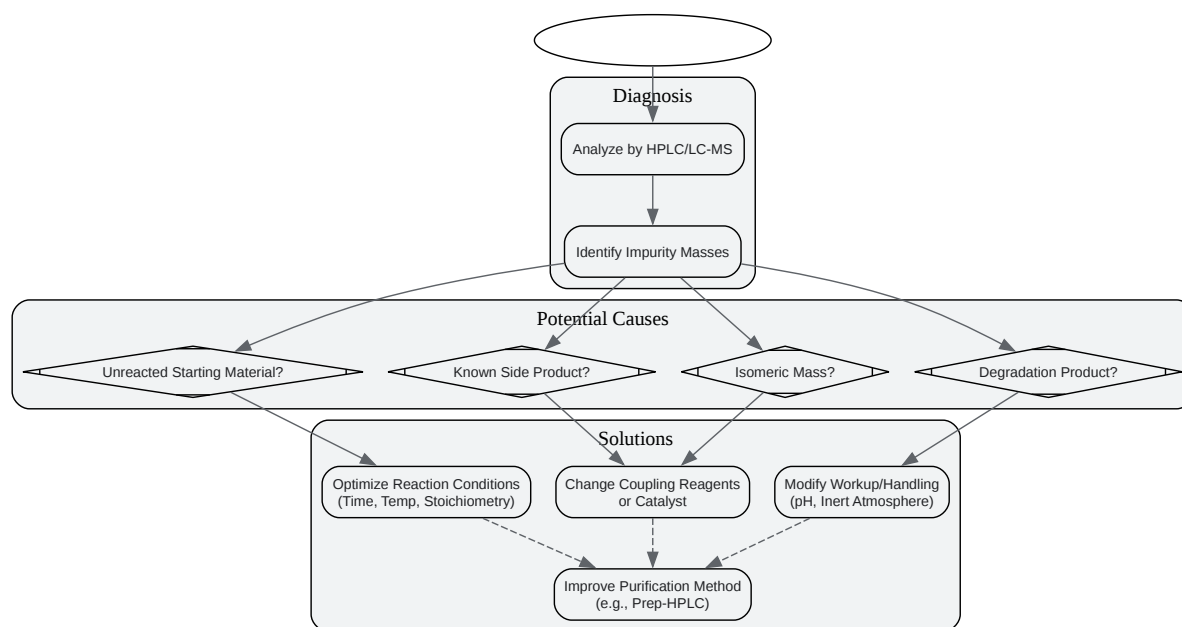 Diagnosis
Analyze by HPLC/LC-MS
Identify Impurity Masses
Potential Causes
Unreacted Starting Material?
Known Side Product?
Isomeric Mass?
Degradation Product?
Solutions
Optimize Reaction Conditions
(Time, Temp, Stoichiometry)
Change Coupling Reagents
or Catalyst
Modify Workup/Handling
(pH, Inert Atmosphere)
Improve Purification Method
(e.g., Prep-HPLC)